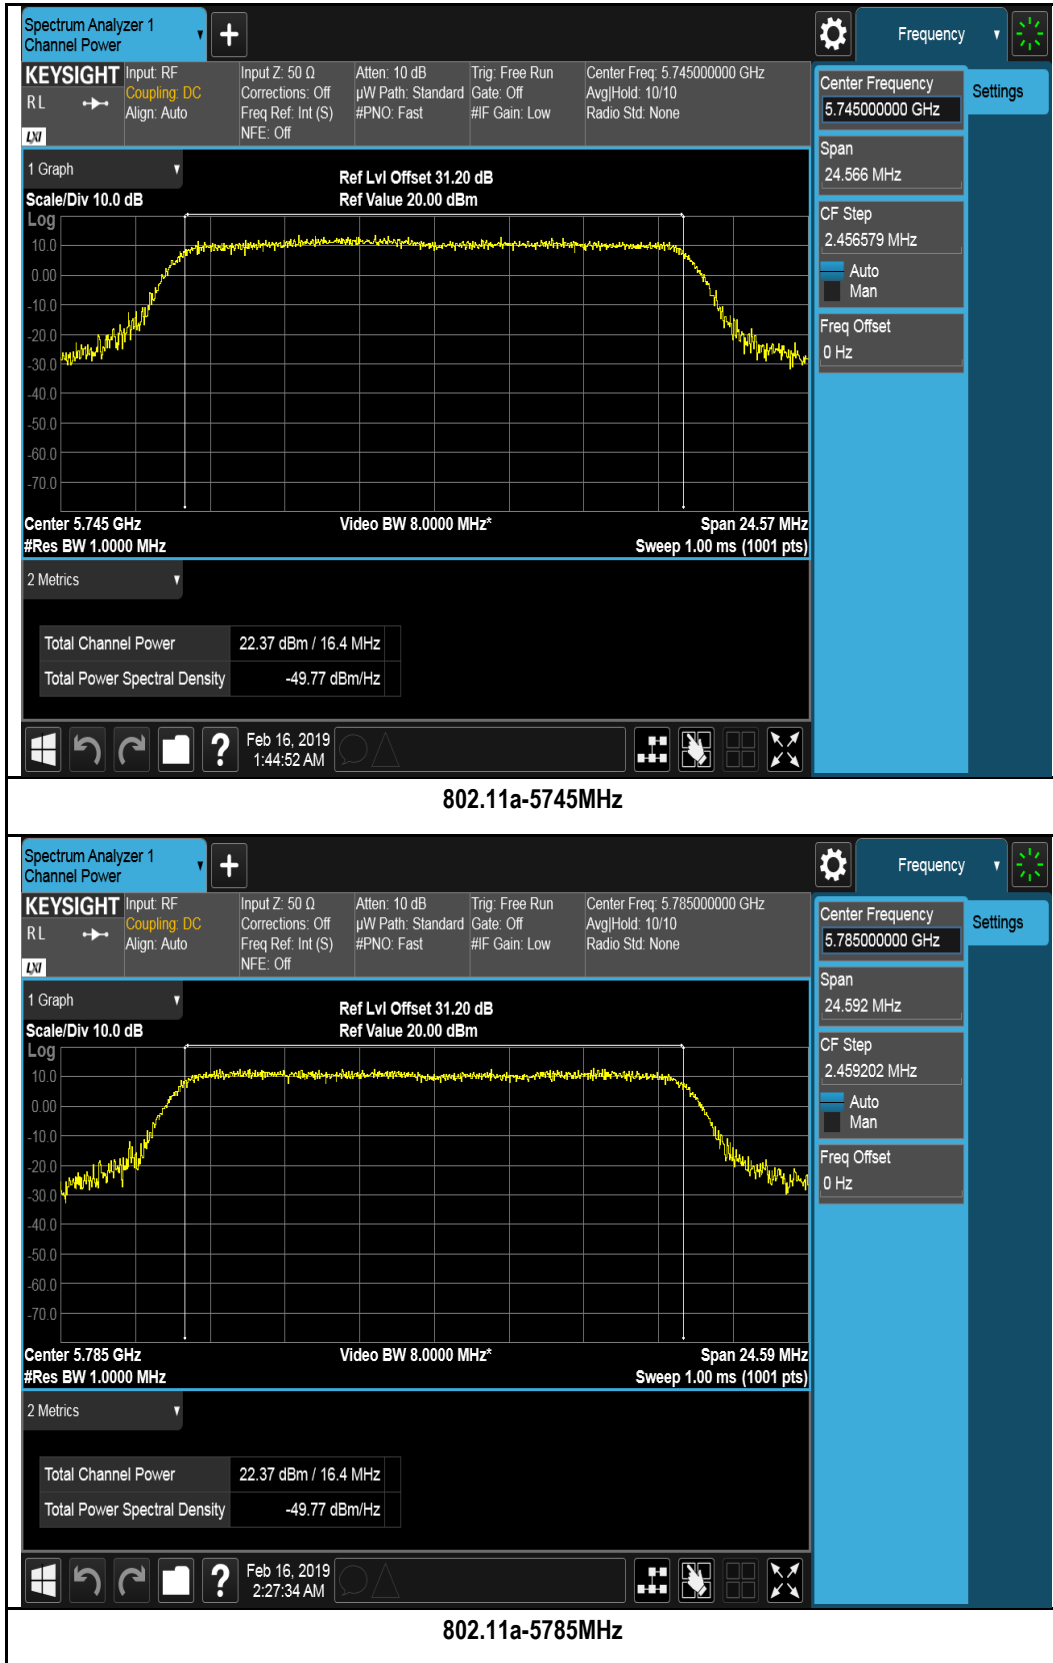 Spectrum Analyzer 1
Channel Power
+
Frequency
KEYSIGHT
R L
LXI
Input: RF
Coupling: DC
Align: Auto
Input Z: 50 Ω
Corrections: Off
Freq Ref: Int (S)
NFE: Off
Atten: 10 dB
µW Path: Standard
#PNO: Fast
Trig: Free Run
Gate: Off
#IF Gain: Low
Center Freq: 5.745000000 GHz
Avg|Hold: 10/10
Radio Std: None
Center Frequency
5.745000000 GHz
Settings
Span
24.566 MHz
CF Step
2.456579 MHz
Auto
Man
Freq Offset
0 Hz
1 Graph
Scale/Div 10.0 dB
Ref Lvl Offset 31.20 dB
Ref Value 20.00 dBm
Log
10.0
0.00
-10.0
-20.0
-30.0
-40.0
-50.0
-60.0
-70.0
Center 5.745 GHz
#Res BW 1.0000 MHz
Video BW 8.0000 MHz*
Span 24.57 MHz
Sweep 1.00 ms (1001 pts)
2 Metrics
Total Channel Power 22.37 dBm / 16.4 MHz
Total Power Spectral Density -49.77 dBm/Hz
?
Feb 16, 2019
1:44:52 AM
802.11a-5745MHz
Spectrum Analyzer 1
Channel Power
+
Frequency
KEYSIGHT
R L
LXI
Input: RF
Coupling: DC
Align: Auto
Input Z: 50 Ω
Corrections: Off
Freq Ref: Int (S)
NFE: Off
Atten: 10 dB
µW Path: Standard
#PNO: Fast
Trig: Free Run
Gate: Off
#IF Gain: Low
Center Freq: 5.785000000 GHz
Avg|Hold: 10/10
Radio Std: None
Center Frequency
5.785000000 GHz
Settings
Span
24.592 MHz
CF Step
2.459202 MHz
Auto
Man
Freq Offset
0 Hz
1 Graph
Scale/Div 10.0 dB
Ref Lvl Offset 31.20 dB
Ref Value 20.00 dBm
Log
10.0
0.00
-10.0
-20.0
-30.0
-40.0
-50.0
-60.0
-70.0
Center 5.785 GHz
#Res BW 1.0000 MHz
Video BW 8.0000 MHz*
Span 24.59 MHz
Sweep 1.00 ms (1001 pts)
2 Metrics
Total Channel Power 22.37 dBm / 16.4 MHz
Total Power Spectral Density -49.77 dBm/Hz
?
Feb 16, 2019
2:27:34 AM
802.11a-5785MHz